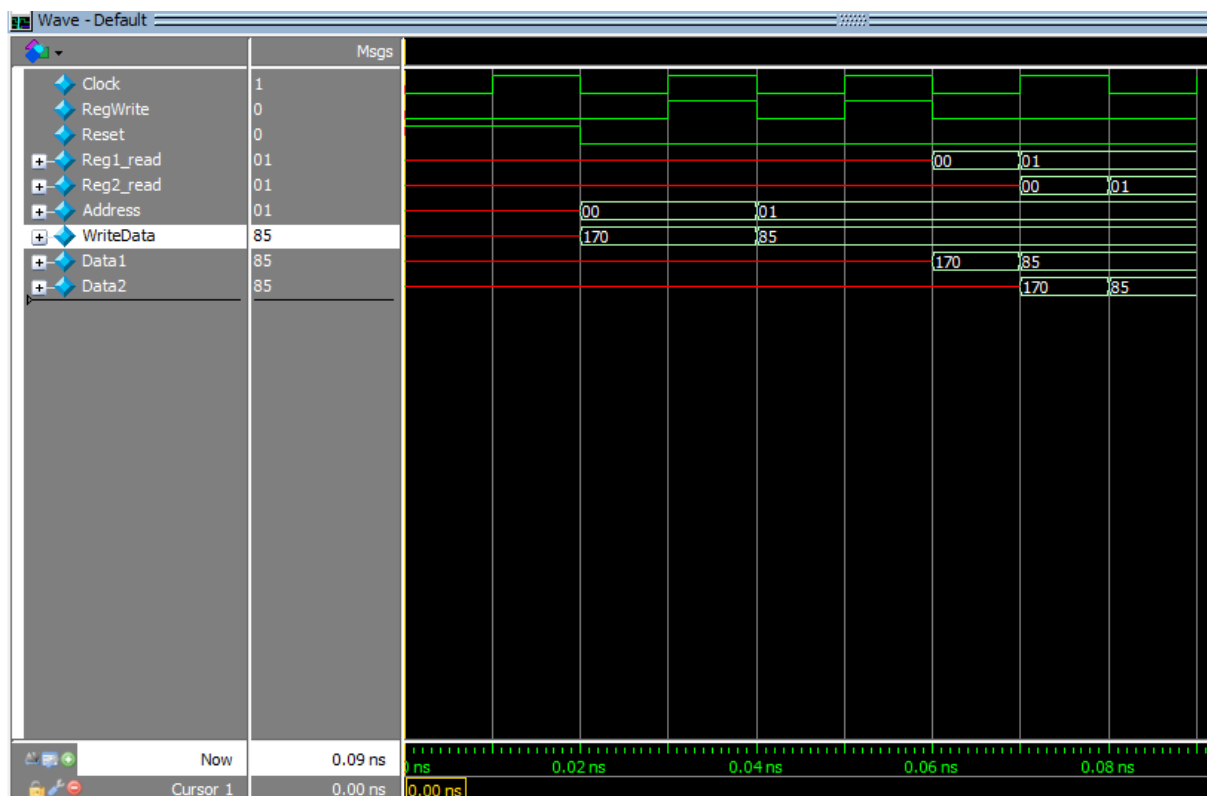 Wave - Default
Msgs
Clock 1
RegWrite 0
Reset 0
Reg1_read 01 00 01
Reg2_read 01 00 01
Address 01 00 01
WriteData 85 170 85
Data1 85 170 85
Data2 85 170 85
Now 0.09 ns ns 0.02 ns 0.04 ns 0.06 ns 0.08 ns
Cursor 1 0.00 ns 0.00 ns